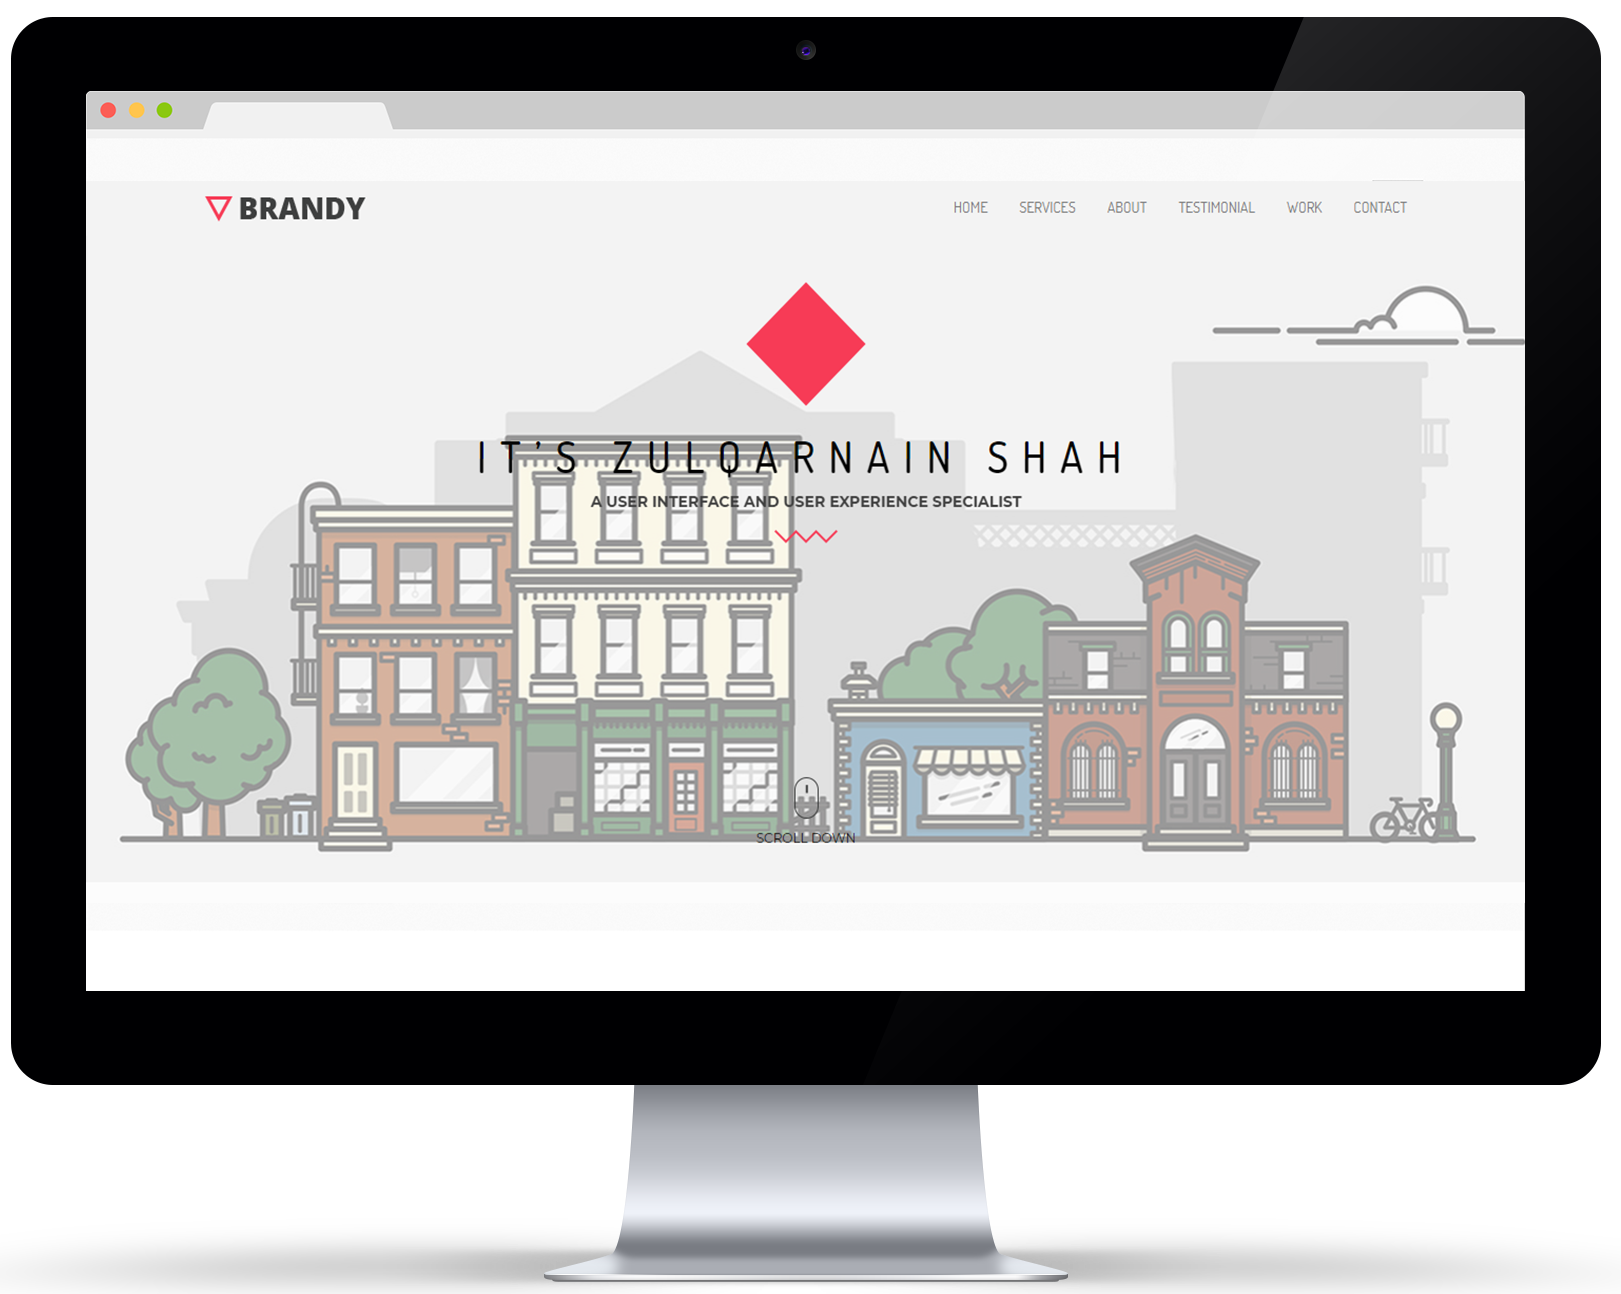 BRANDY
HOME SERVICES ABOUT TESTIMONIAL WORK CONTACT
IT'S ZULQARNAIN SHAH
A USER INTERFACE AND USER EXPERIENCE SPECIALIST
SCROLL DOWN